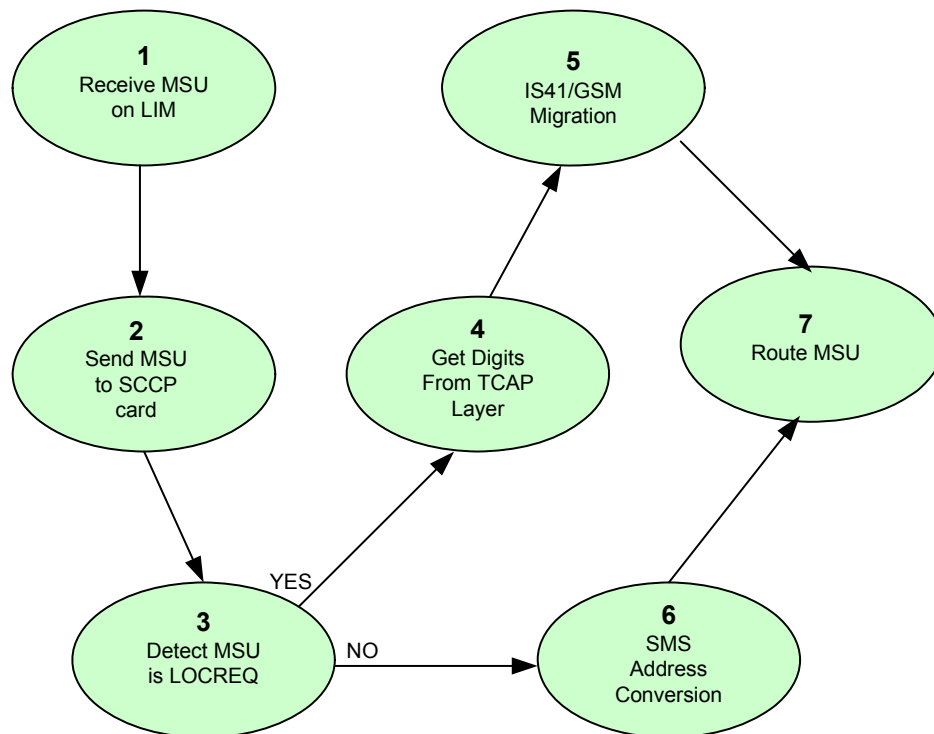 1
Receive MSU
on LIM
2
Send MSU
to SCCP
card
3
Detect MSU
is LOCREQ
YES
NO
4
Get Digits
From TCAP
Layer
5
IS41/GSM
Migration
6
SMS
Address
Conversion
7
Route MSU